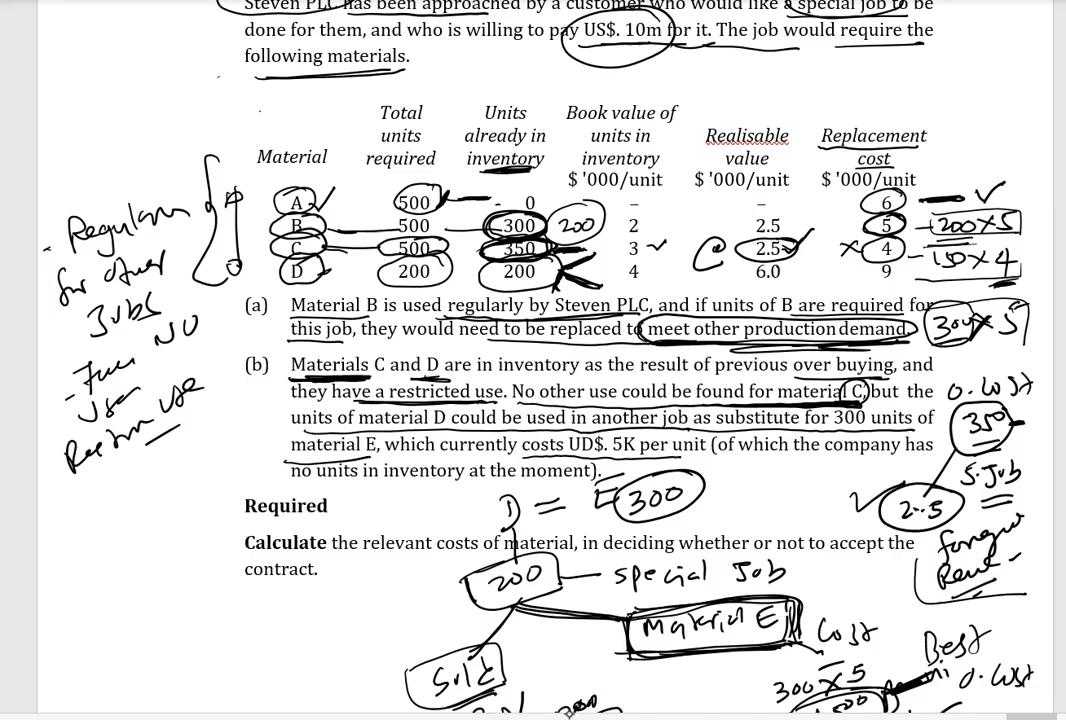 Steven PLC has been approached by a customer who would like a special job to be
done for them, and who is willing to pay US$. 10m for it. The job would require the
following materials.
Total Units Book value of
units already in units in Realisable Replacement
Material required inventory inventory value cost
$ '000/unit $ '000/unit $ '000/unit
A 500 - 0 – – 6
B 500 300 200 2 2.5 5 200 x 5
C 500 350 3 @ 2.5 x 4 150 x 4
D 200 200 4 6.0 9
Regular
for other
Jobs
NO
use
(a) Material B is used regularly by Steven PLC, and if units of B are required for
this job, they would need to be replaced to meet other production demand. 300 x 5
(b) Materials C and D are in inventory as the result of previous over buying, and
they have a restricted use. No other use could be found for material C, but the O. Cost
units of material D could be used in another job as substitute for 300 units of 350
material E, which currently costs UD$. 5K per unit (of which the company has
no units in inventory at the moment). S. Job
2.5
Required D = E 300
Calculate the relevant costs of material, in deciding whether or not to accept the
contract.
200 special Job
Material E
Cost
Sold
300 x 5
Best
O. Cost